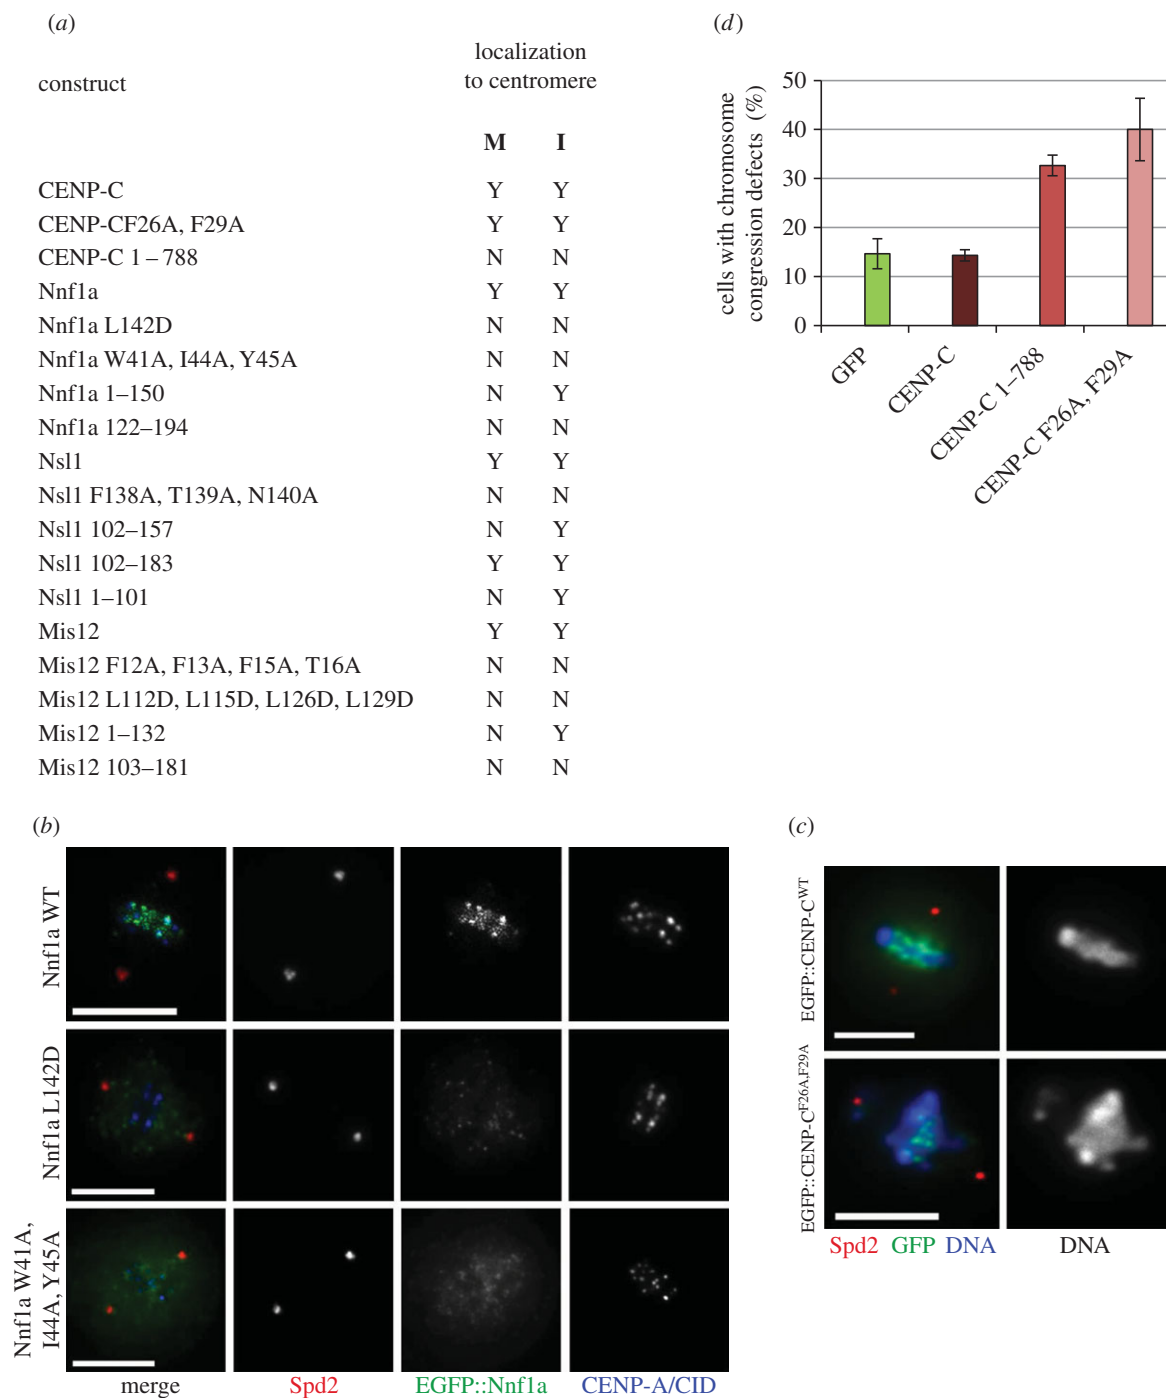 (a)
construct
localization
to centromere
M I
CENP-C Y Y
CENP-CF26A, F29A Y Y
CENP-C 1–788 N N
Nnf1a Y Y
Nnf1a L142D N N
Nnf1a W41A, I44A, Y45A N N
Nnf1a 1–150 N Y
Nnf1a 122–194 N N
Nsl1 Y Y
Nsl1 F138A, T139A, N140A N N
Nsl1 102–157 N Y
Nsl1 102–183 Y Y
Nsl1 1–101 N Y
Mis12 Y Y
Mis12 F12A, F13A, F15A, T16A N N
Mis12 L112D, L115D, L126D, L129D N N
Mis12 1–132 N Y
Mis12 103–181 N N
(d)
cells with chromosome
congression defects (%)
50
40
30
20
10
0
GFP
CENP-C
CENP-C 1–788
CENP-C F26A, F29A
(b)
Nnf1a WT
Nnf1a L142D
Nnf1a W41A,
I44A, Y45A
merge Spd2 EGFP::Nnf1a CENP-A/CID
(c)
EGFP::CENP-C^WT
EGFP::CENP-C^F26A,F29A
Spd2 GFP DNA DNA